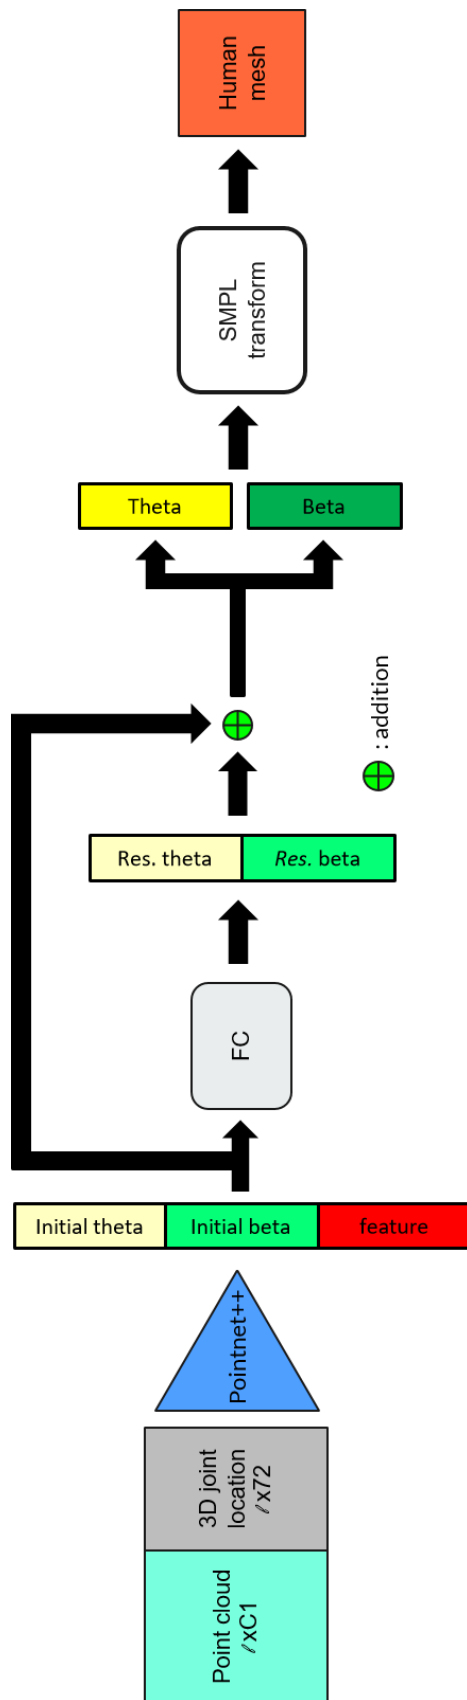 Human
mesh
SMPL
transform
Theta
Beta
: addition
Res. theta
Res. beta
FC
Initial theta
Initial beta
feature
Pointnet++
3D joint
location
ℓx72
Point cloud
ℓxC1